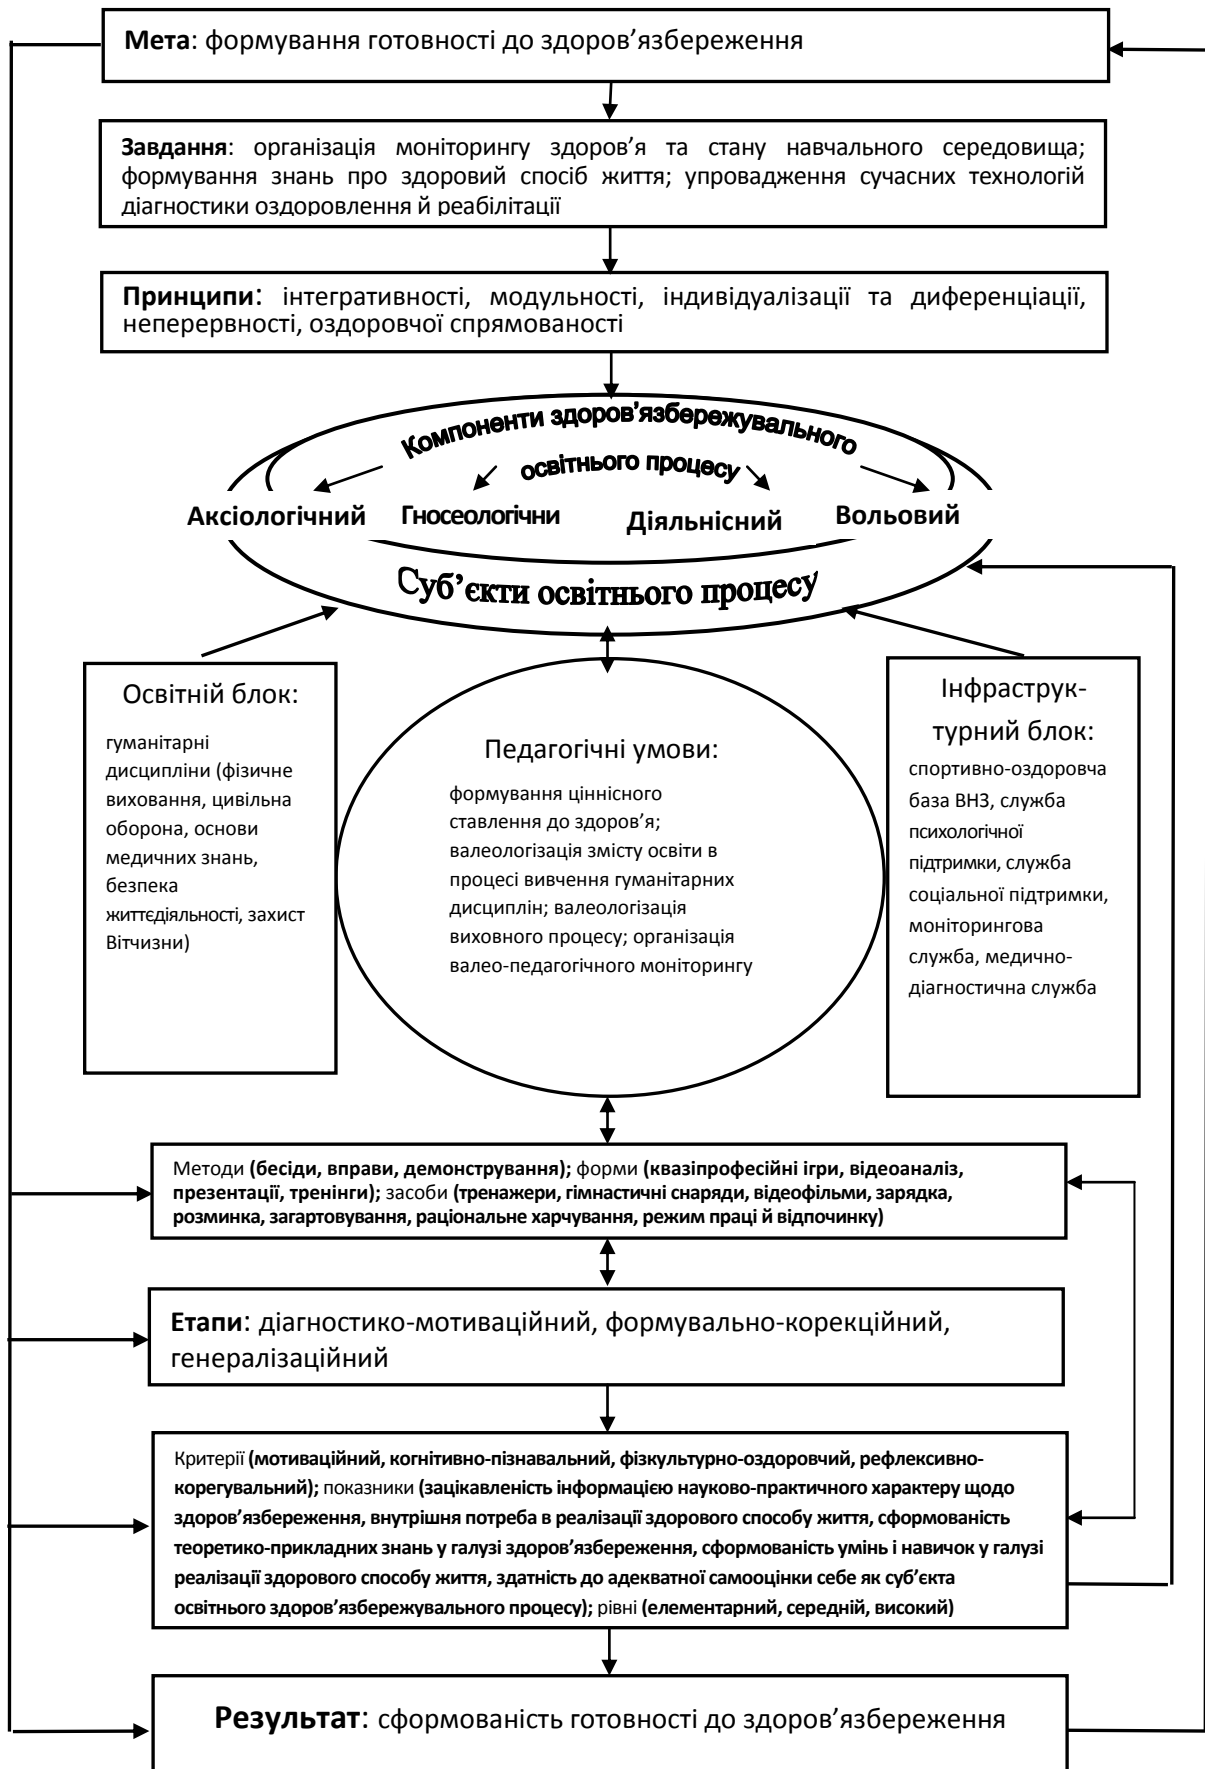 Мета: формування готовності до здоров’язбереження
Завдання: організація моніторингу здоров’я та стану навчального середовища;
формування знань про здоровий спосіб життя; упровадження сучасних технологій
діагностики оздоровлення й реабілітації
Принципи: інтегративності, модульності, індивідуалізації та диференціації,
неперервності, оздоровчої спрямованості
Компоненти здоров’язбережувального
освітнього процесу
Аксіологічний
Гносеологічни
Діяльнісний
Вольовий
Суб’єкти освітнього процесу
Освітній блок:
гуманітарні
дисципліни (фізичне
виховання, цивільна
оборона, основи
медичних знань,
безпека
життєдіяльності, захист
Вітчизни)
Педагогічні умови:
формування ціннісного
ставлення до здоров’я;
валеологізація змісту освіти в
процесі вивчення гуманітарних
дисциплін; валеологізація
виховного процесу; організація
валео-педагогічного моніторингу
Інфраструк-
турний блок:
спортивно-оздоровча
база ВНЗ, служба
психологічної
підтримки, служба
соціальної підтримки,
моніторингова
служба, медично-
діагностична служба
Методи (бесіди, вправи, демонстрування); форми (квазіпрофесійні ігри, відеоаналіз,
презентації, тренінги); засоби (тренажери, гімнастичні снаряди, відеофільми, зарядка,
розминка, загартовування, раціональне харчування, режим праці й відпочинку)
Етапи: діагностико-мотиваційний, формувально-корекційний,
генералізаційний
Критерії (мотиваційний, когнітивно-пізнавальний, фізкультурно-оздоровчий, рефлексивно-
корегувальний); показники (зацікавленість інформацією науково-практичного характеру щодо
здоров’язбереження, внутрішня потреба в реалізації здорового способу життя, сформованість
теоретико-прикладних знань у галузі здоров’язбереження, сформованість умінь і навичок у галузі
реалізації здорового способу життя, здатність до адекватної самооцінки себе як суб’єкта
освітнього здоров’язбережувального процесу); рівні (елементарний, середній, високий)
Результат: сформованість готовності до здоров’язбереження